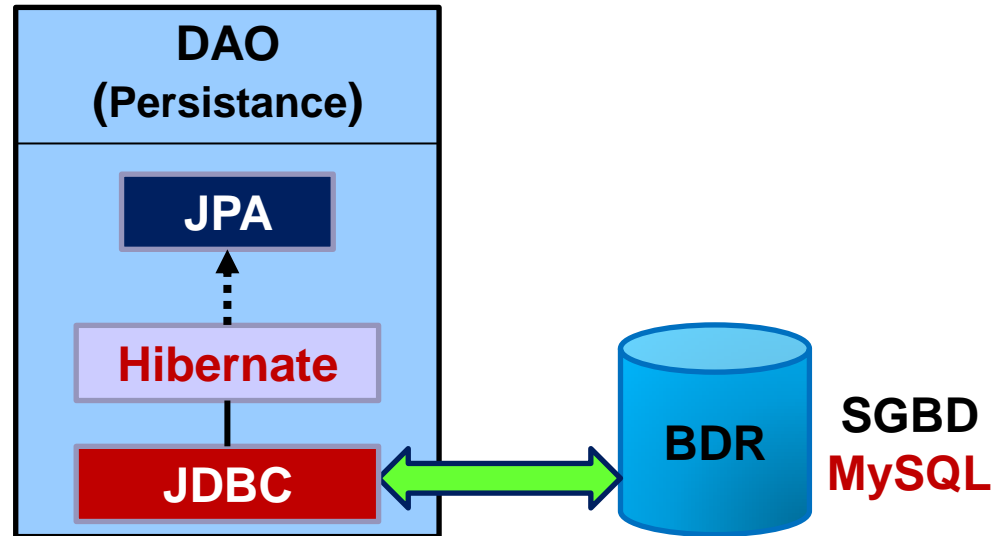 DAO
(Persistance)
JPA
Hibernate
JDBC
BDR
SGBD
MySQL